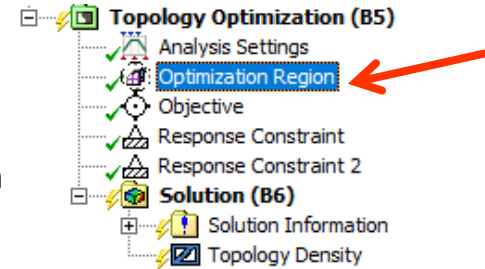 Topology Optimization (B5)
Analysis Settings
Optimization Region
Objective
Response Constraint
Response Constraint 2
Solution (B6)
Solution Information
Topology Density